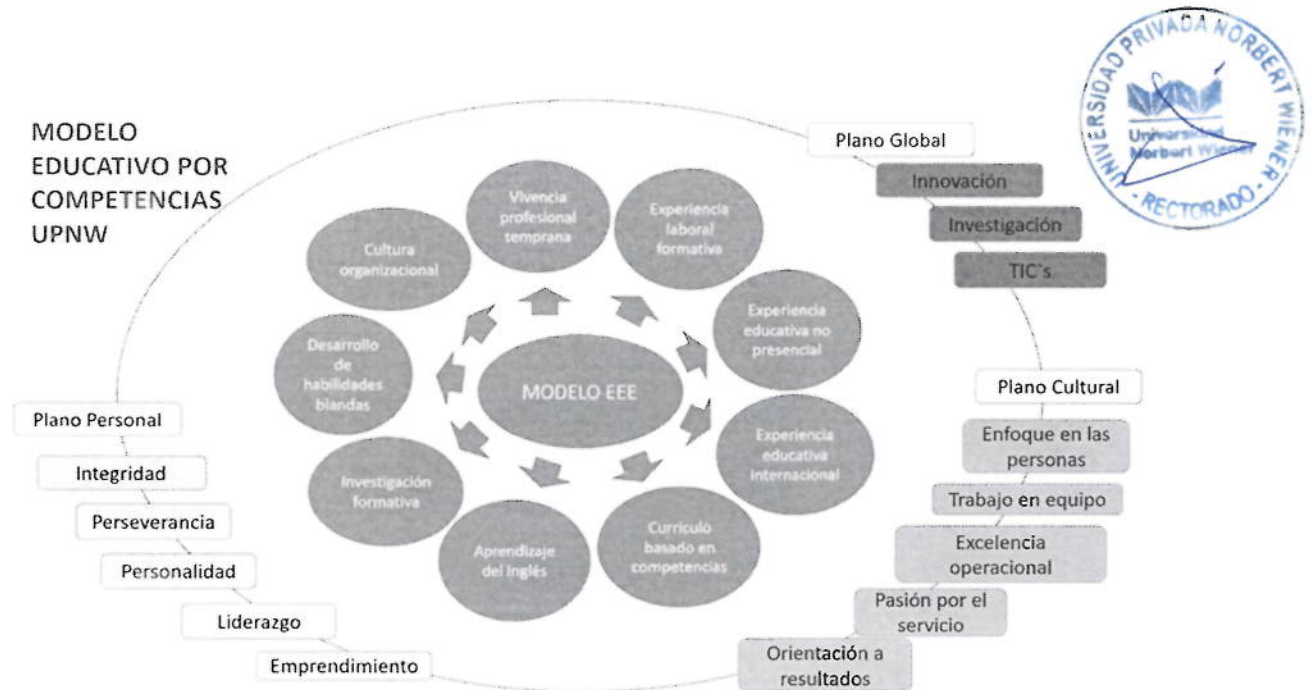 MODELO
EDUCATIVO POR
COMPETENCIAS
UPNW
UNIVERSIDAD PRIVADA NORBERT WIENER
Universidad
Norbert Wiener
- RECTORADO -
Plano Global
Innovación
Investigación
TIC`s
Vivencia
profesional
temprana
Experiencia
laboral
formativa
Cultura
organizacional
Experiencia
educativa no
presencial
Desarrollo
de
habilidades
blandas
MODELO EEE
Experiencia
educativa
internacional
Investigación
formativa
Aprendizaje
del Inglés
Currículo
basado en
competencias
Plano Personal
Integridad
Perseverancia
Personalidad
Liderazgo
Emprendimiento
Plano Cultural
Enfoque en las
personas
Trabajo en equipo
Excelencia
operacional
Pasión por el
servicio
Orientación a
resultados